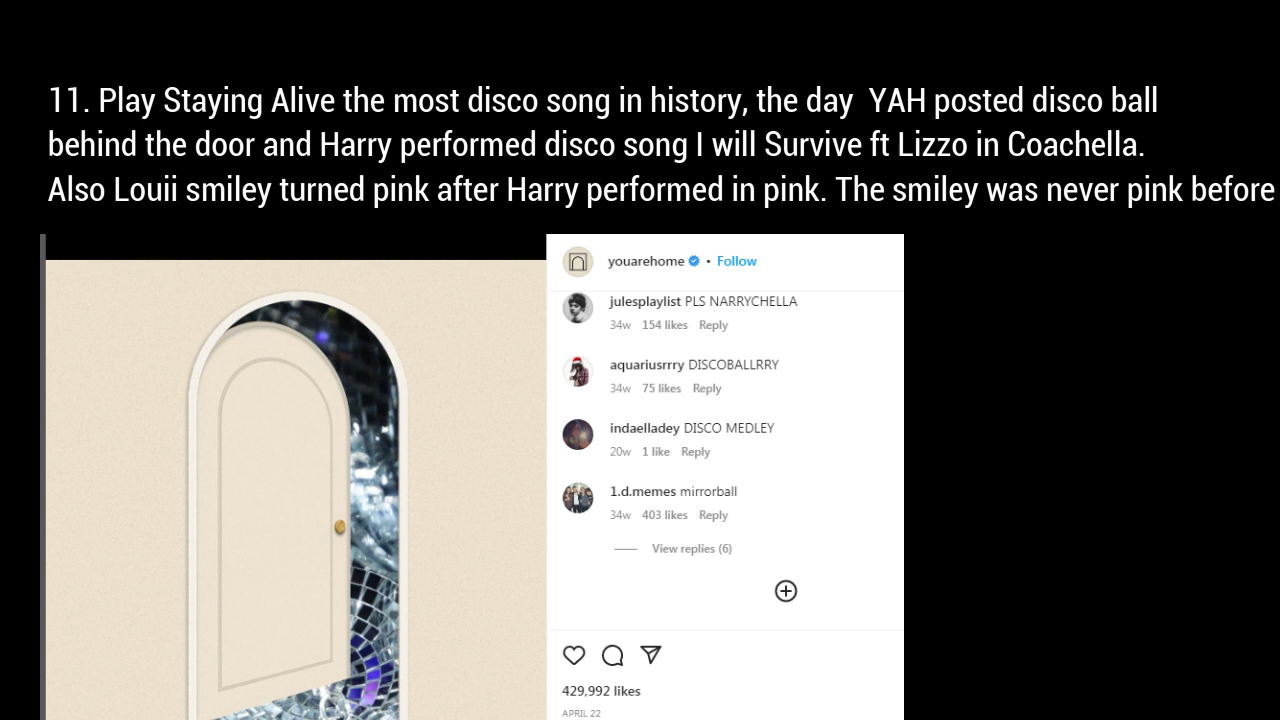 11. Play Staying Alive the most disco song in history, the day  YAH posted disco ball
behind the door and Harry performed disco song I will Survive ft Lizzo in Coachella.
Also Louii smiley turned pink after Harry performed in pink. The smiley was never pink before
youarehome • Follow
julesplaylist PLS NARRYCHELLA
34w 154 likes Reply
aquariusrrry DISCOBALLRRY
34w 75 likes Reply
indaelladey DISCO MEDLEY
20w 1 like Reply
1.d.memes mirrorball
34w 403 likes Reply
View replies (6)
429,992 likes
APRIL 22